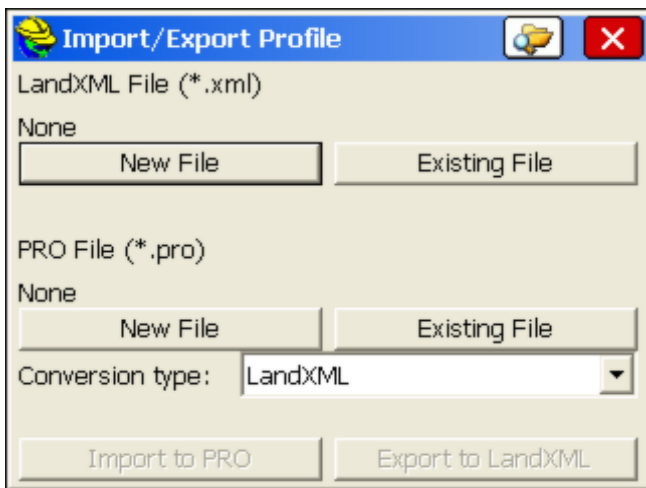 Import/Export Profile
LandXML File (*.xml)
None
New File Existing File
PRO File (*.pro)
None
New File Existing File
Conversion type: LandXML
Import to PRO Export to LandXML